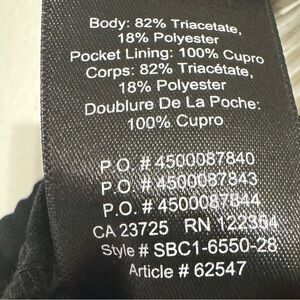 Body: 82% Triacetate,
18% Polyester
Pocket Lining: 100% Cupro
Corps: 82% Triacétate,
18% Polyester
Doublure De La Poche:
100% Cupro
P.O. # 4500087840
P.O. # 4500087843
P.O. # 4500087844
CA 23725 RN 122354
Style # SBC1-6550-28
Article # 62547